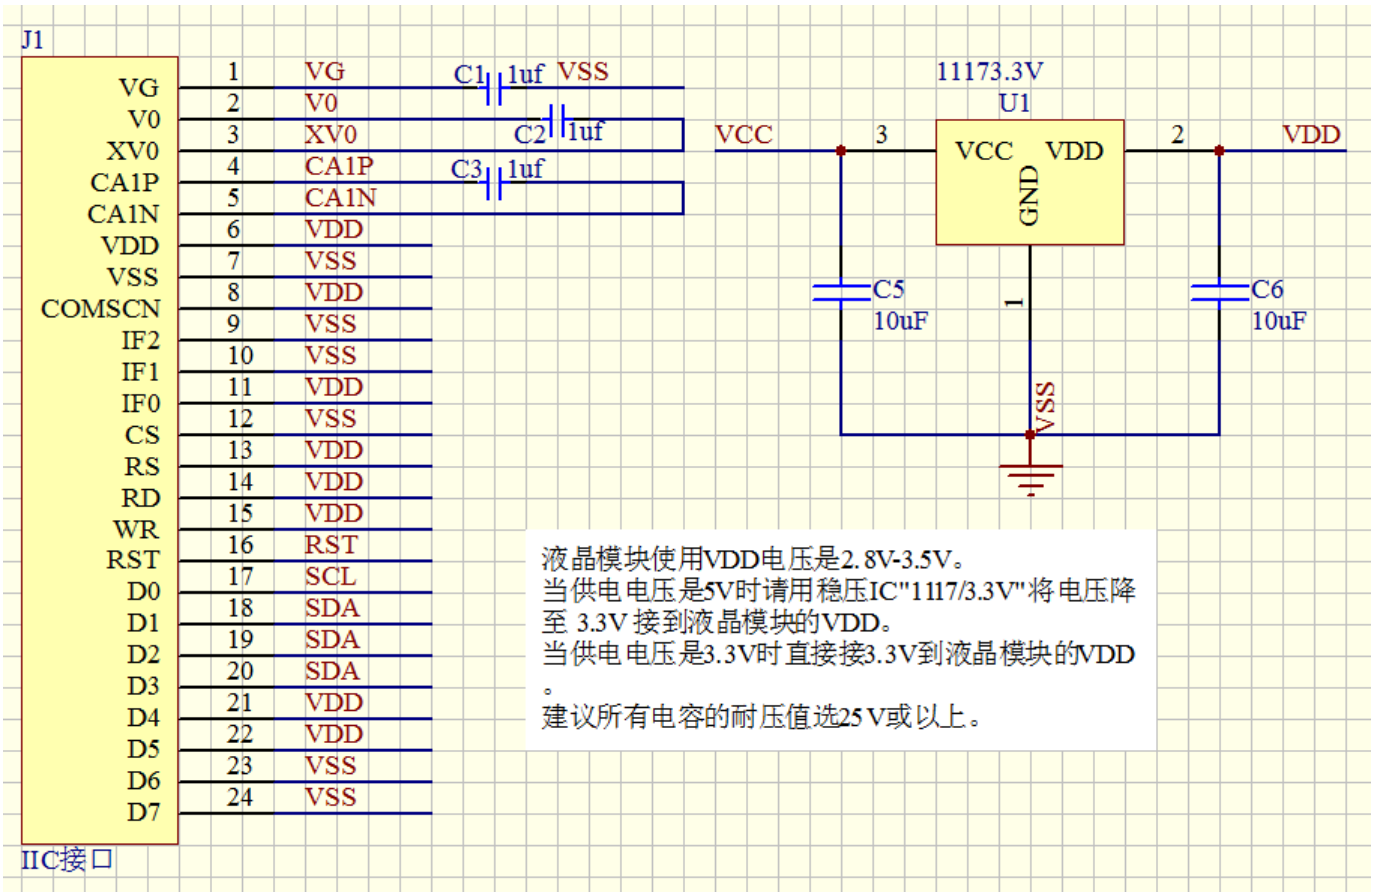 J1
VG 1 VG C1 1uf VSS
V0 2 V0 C2 1uf
XV0 3 XV0
CA1P 4 CA1P C3 1uf
CA1N 5 CA1N
VDD 6 VDD
VSS 7 VSS
COMSCN 8 VDD
IF2 9 VSS
IF1 10 VSS
IF0 11 VDD
CS 12 VSS
RS 13 VDD
RD 14 VDD
WR 15 VDD
RST 16 RST
D0 17 SCL
D1 18 SDA
D2 19 SDA
D3 20 SDA
D4 21 VDD
D5 22 VDD
D6 23 VSS
D7 24 VSS
IIC接口
11173.3V
U1
VCC 3 VCC VDD 2 VDD
GND
1
C5
10uF
C6
10uF
VSS
液晶模块使用VDD电压是2.8V-3.5V。
当供电电压是5V时请用稳压IC"1117/3.3V"将电压降
至 3.3V 接到液晶模块的VDD。
当供电电压是3.3V时直接接3.3V到液晶模块的VDD
。
建议所有电容的耐压值选25V或以上。